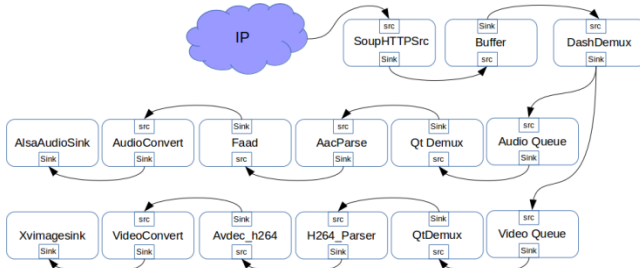 IP
src
SoupHTTPSrc
Sink
Sink
Buffer
src
src
DashDemux
Sink
AlsaAudioSink
Sink
src
AudioConvert
Sink
Sink
Faad
src
src
AacParse
Sink
Sink
Qt Demux
src
src
Audio Queue
Sink
Xvimagesink
Sink
src
VideoConvert
Sink
Sink
Avdec_h264
src
src
H264_Parser
Sink
Sink
QtDemux
src
src
Video Queue
Sink